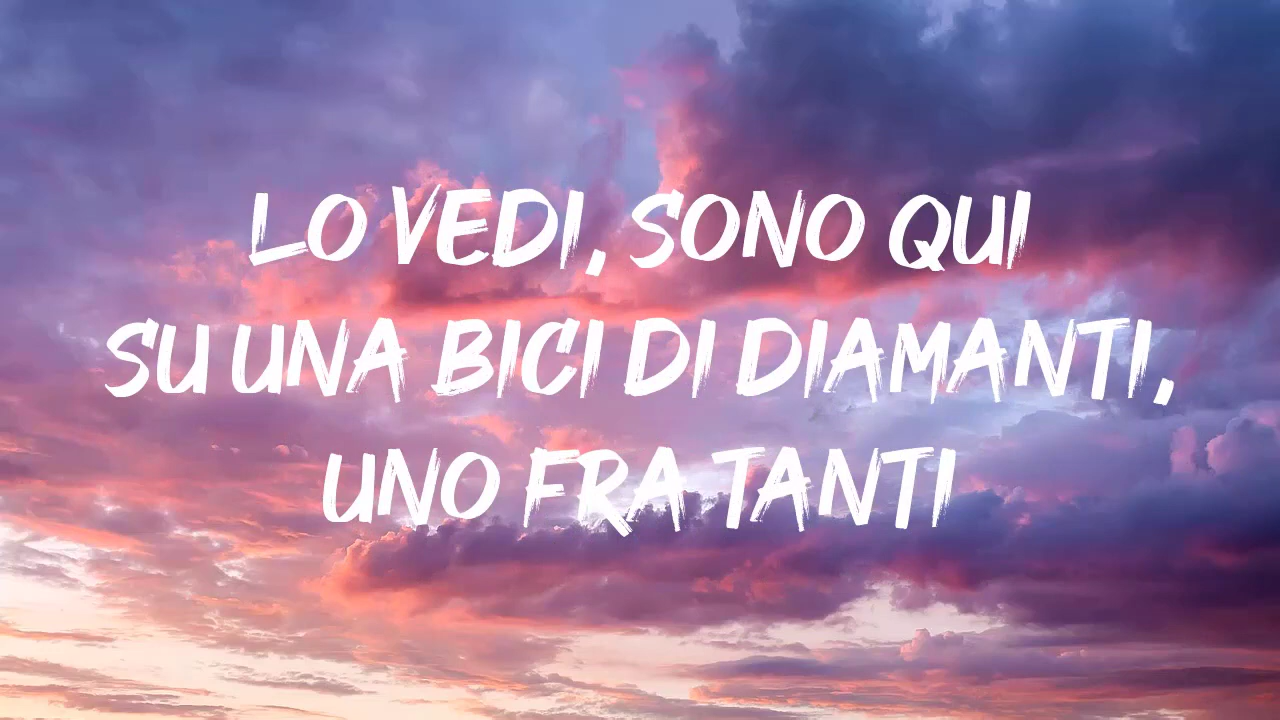 LO VEDI, SONO QUI
SU UNA BICI DI DIAMANTI,
UNO FRA TANTI